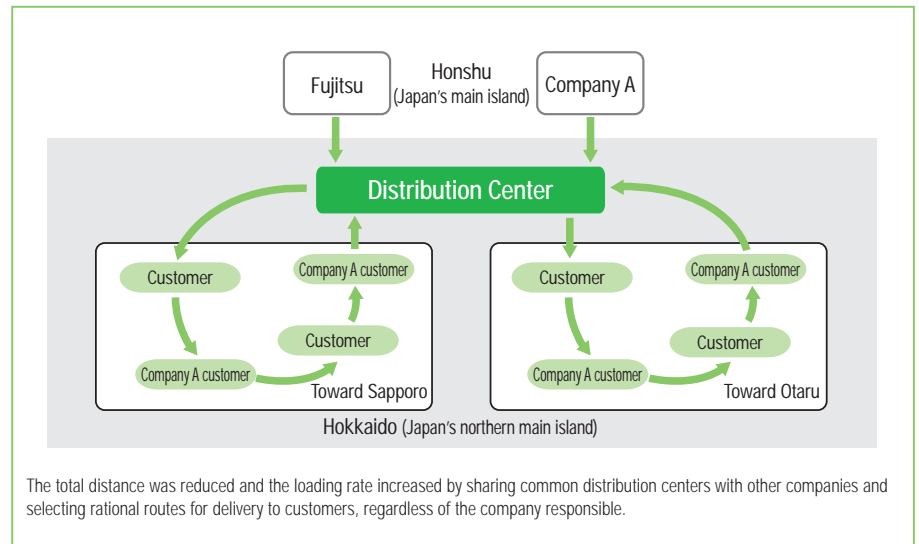 Fujitsu
Honshu
(Japan's main island)
Company A
Distribution Center
Customer
Company A customer
Customer
Company A customer
Toward Sapporo
Customer
Company A customer
Customer
Company A customer
Toward Otaru
Hokkaido (Japan's northern main island)
The total distance was reduced and the loading rate increased by sharing common distribution centers with other companies and
selecting rational routes for delivery to customers, regardless of the company responsible.